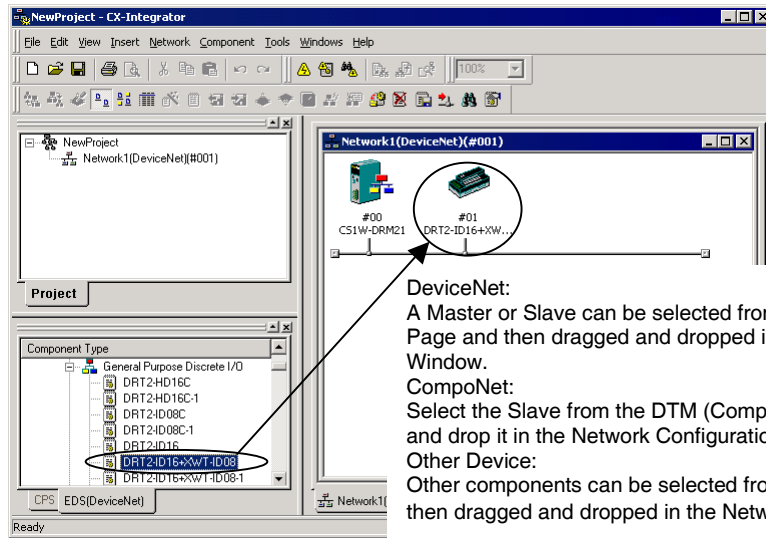 NewProject - CX-Integrator
File Edit View Insert Network Component Tools Windows Help
100%
NewProject
Network1(DeviceNet)(#001)
Project
Component Type
General Purpose Discrete I/O
DRT2-HD16C
DRT2-HD16C-1
DRT2-ID08C
DRT2-ID08C-1
DRT2-ID16
DRT2-ID16+XWT-ID08
DRT2-ID16+XWT-ID08-1
CPS EDS(DeviceNet)
Ready
Network1(DeviceNet)(#001)
#00 #01
CS1W-DRM21 DRT2-ID16+XW...
Network1(
DeviceNet:
A Master or Slave can be selected from
Page and then dragged and dropped i
Window.
CompoNet:
Select the Slave from the DTM (Comp
and drop it in the Network Configuratio
Other Device:
Other components can be selected fro
then dragged and dropped in the Netw